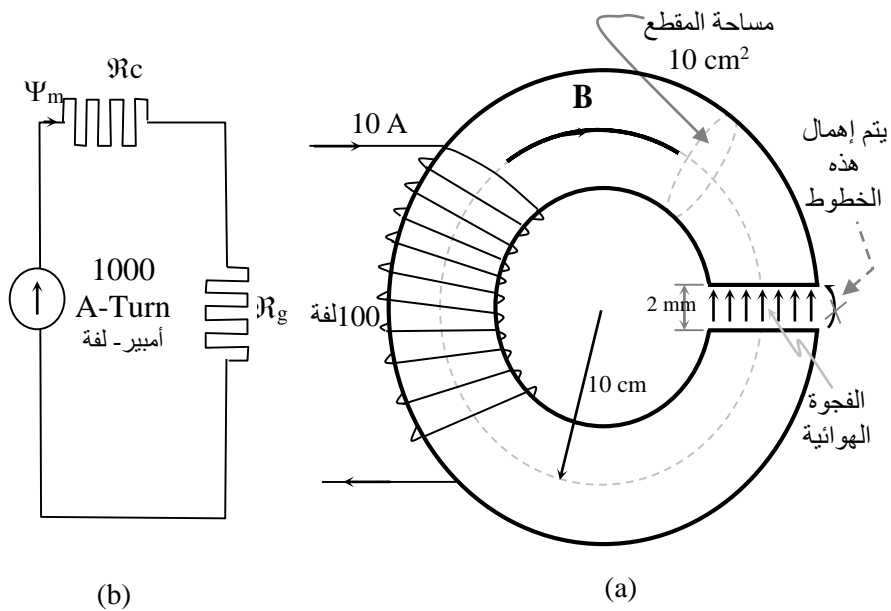 ℜc
Ψm
1000
A-Turn
أمبير- لفة
ℜg
(b)
مساحة المقطع
10 cm²
B
10 A
يتم إهمال
هذه
الخطوط
100لفة
2 mm
10 cm
الفجوة
الهوائية
(a)